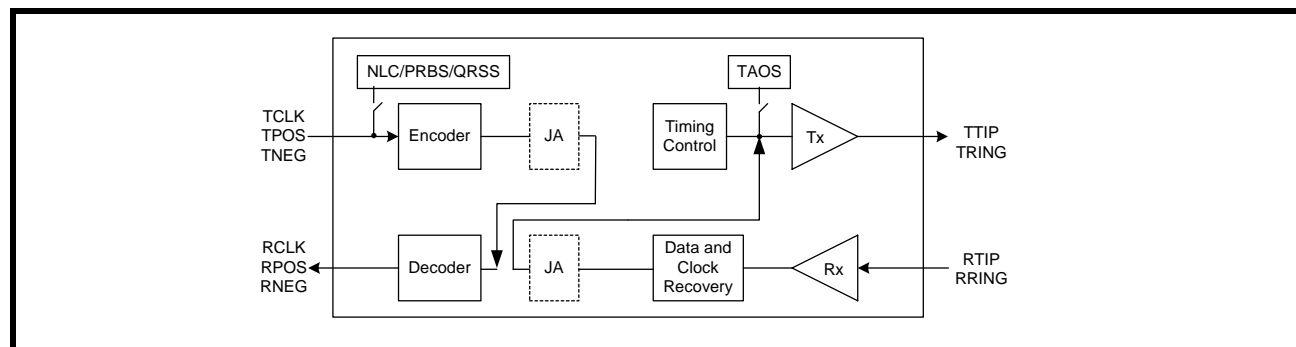 NLC/PRBS/QRSS
TAOS
TCLK
TPOS
TNEG
Encoder
JA
Timing
Control
Tx
TTIP
TRING
RCLK
RPOS
RNEG
Decoder
JA
Data and
Clock
Recovery
Rx
RTIP
RRING